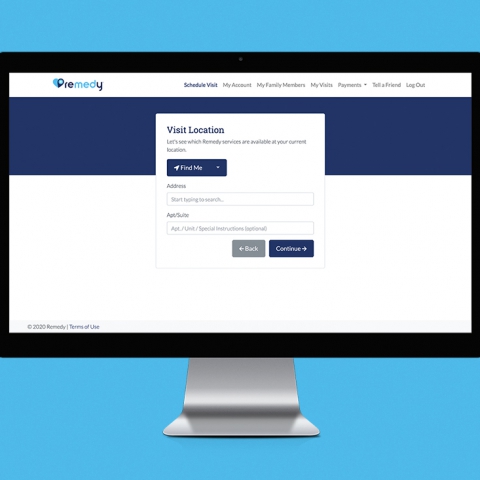 remedy
Schedule Visit My Account My Family Members My Visits Payments Tell a Friend Log Out
Visit Location
Let's see which Remedy services are available at your current
location.
Find Me
Address
Start typing to search...
Apt/Suite
Apt. / Unit / Special Instructions (optional)
Back Continue
© 2020 Remedy | Terms of Use